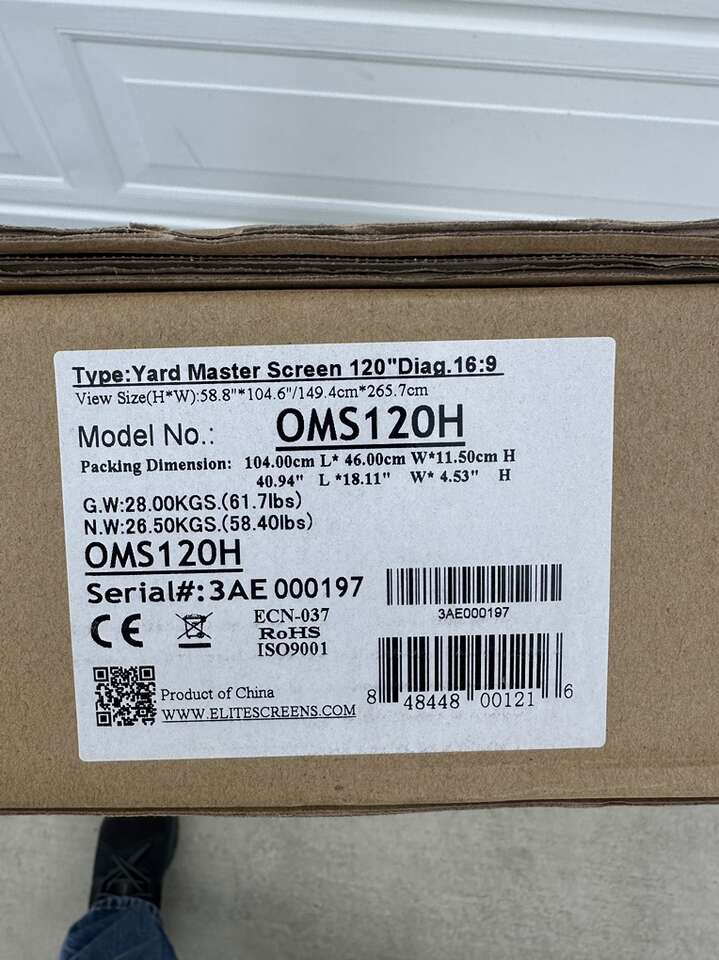 Type:Yard Master Screen 120"Diag.16:9
View Size(H*W):58.8"*104.6"/149.4cm*265.7cm
Model No.: OMS120H
Packing Dimension: 104.00cm L* 46.00cm W*11.50cm H
40.94" L *18.11" W* 4.53" H
G.W:28.00KGS.(61.7lbs)
N.W:26.50KGS.(58.40lbs)
OMS120H
Serial#:3AE 000197
3AE000197
CE
ECN-037
RoHS
ISO9001
8 48448 00121 6
Product of China
WWW.ELITESCREENS.COM